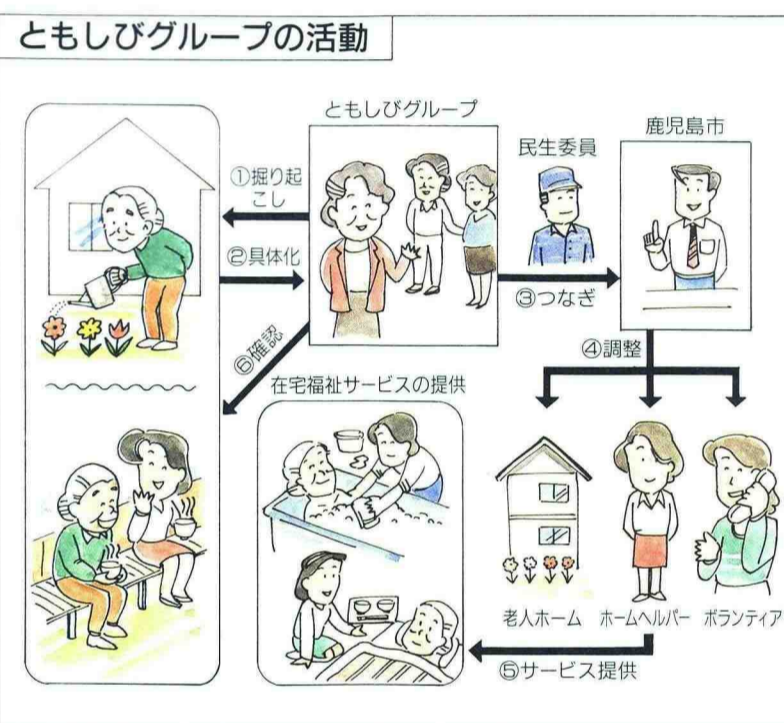 ともしびグループの活動
ともしびグループ
鹿児島市
民生委員
①掘り起
こし
②具体化
③つなぎ
④調整
⑥確認
在宅福祉サービスの提供
老人ホーム
ホームヘルパー
ボランティア
⑤サービス提供